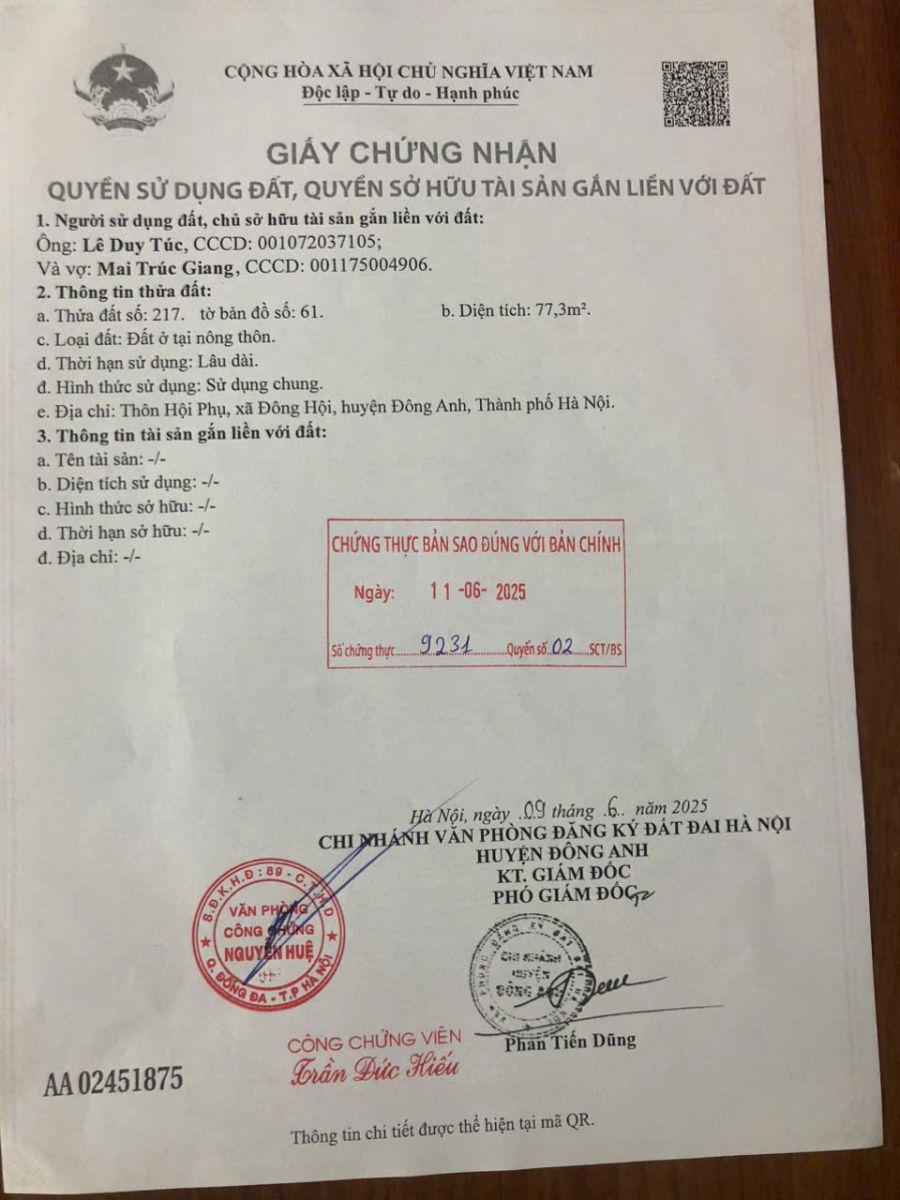 CỘNG HÒA XÃ HỘI CHỦ NGHĨA VIỆT NAM
Độc lập - Tự do - Hạnh phúc
GIẤY CHỨNG NHẬN
QUYỀN SỬ DỤNG ĐẤT, QUYỀN SỞ HỮU TÀI SẢN GẮN LIỀN VỚI ĐẤT
1. Người sử dụng đất, chủ sở hữu tài sản gắn liền với đất:
Ông: Lê Duy Túc, CCCD: 001072037105;
Và vợ: Mai Trúc Giang, CCCD: 001175004906.
2. Thông tin thửa đất:
a. Thửa đất số: 217. tờ bản đồ số: 61. b. Diện tích: 77,3m².
c. Loại đất: Đất ở tại nông thôn.
d. Thời hạn sử dụng: Lâu dài.
đ. Hình thức sử dụng: Sử dụng chung.
e. Địa chỉ: Thôn Hội Phụ, xã Đông Hội, huyện Đông Anh, Thành phố Hà Nội.
3. Thông tin tài sản gắn liền với đất:
a. Tên tài sản: -/-
b. Diện tích sử dụng: -/-
c. Hình thức sở hữu: -/-
d. Thời hạn sở hữu: -/-
đ. Địa chỉ: -/-
CHỨNG THỰC BẢN SAO ĐÚNG VỚI BẢN CHÍNH
Ngày: 11 -06- 2025
Số chứng thực......9231......Quyển số 02 ...SCT/BS
Hà Nội, ngày .09 tháng .6.. năm 2025
CHI NHÁNH VĂN PHÒNG ĐĂNG KÝ ĐẤT ĐAI HÀ NỘI
HUYỆN ĐÔNG ANH
KT. GIÁM ĐỐC
PHÓ GIÁM ĐỐC
S.Đ.K.H.Đ: 89 - C.T.H.D
VĂN PHÒNG
CÔNG CHỨNG
NGUYỄN HUỆ
Q. ĐỐNG ĐA - T.P HÀ NỘI
CHI NHÁNH
HUYỆN
ĐÔNG ANH
Phan Tiến Dũng
CÔNG CHỨNG VIÊN
Trần Đức Hiếu
AA 02451875
Thông tin chi tiết được thể hiện tại mã QR.